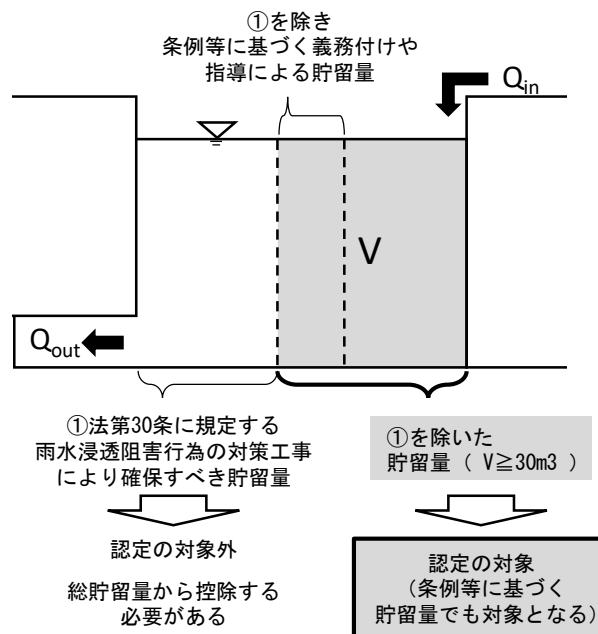 ①を除き
条例等に基づく義務付けや
指導による貯留量
Qin
V
Qout
①法第30条に規定する
雨水浸透阻害行為の対策工事
により確保すべき貯留量
①を除いた
貯留量（ V≧30m3 ）
認定の対象外
総貯留量から控除する
必要がある
認定の対象
（条例等に基づく
貯留量でも対象となる）